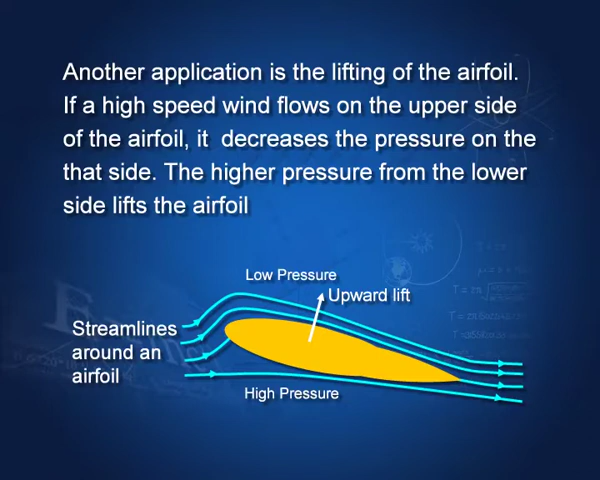 Another application is the lifting of the airfoil.
If a high speed wind flows on the upper side
of the airfoil, it decreases the pressure on the
that side. The higher pressure from the lower
side lifts the airfoil
Low Pressure
Upward lift
Streamlines
around an
airfoil
High Pressure